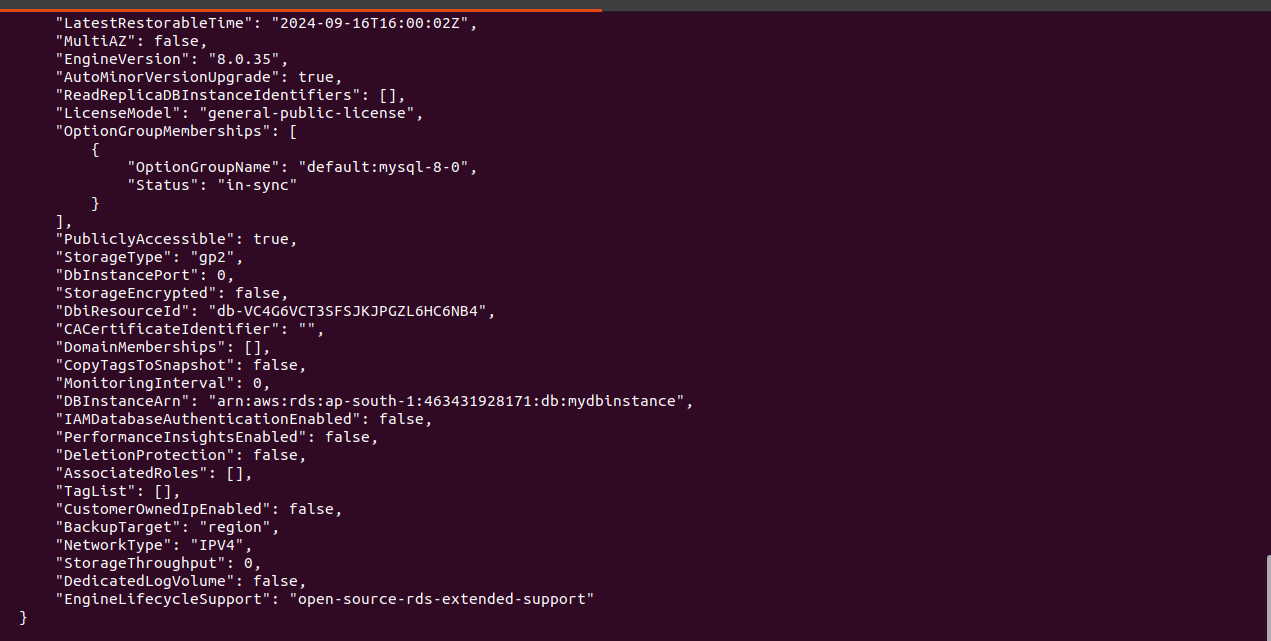 "LatestRestorableTime": "2024-09-16T16:00:02Z",
"MultiAZ": false,
"EngineVersion": "8.0.35",
"AutoMinorVersionUpgrade": true,
"ReadReplicaDBInstanceIdentifiers": [],
"LicenseModel": "general-public-license",
"OptionGroupMemberships": [
{
"OptionGroupName": "default:mysql-8-0",
"Status": "in-sync"
}
],
"PubliclyAccessible": true,
"StorageType": "gp2",
"DbInstancePort": 0,
"StorageEncrypted": false,
"DbiResourceId": "db-VC4G6VCT3SFSJKJPGZL6HC6NB4",
"CACertificateIdentifier": "",
"DomainMemberships": [],
"CopyTagsToSnapshot": false,
"MonitoringInterval": 0,
"DBInstanceArn": "arn:aws:rds:ap-south-1:463431928171:db:mydbinstance",
"IAMDatabaseAuthenticationEnabled": false,
"PerformanceInsightsEnabled": false,
"DeletionProtection": false,
"AssociatedRoles": [],
"TagList": [],
"CustomerOwnedIpEnabled": false,
"BackupTarget": "region",
"NetworkType": "IPV4",
"StorageThroughput": 0,
"DedicatedLogVolume": false,
"EngineLifecycleSupport": "open-source-rds-extended-support"
}